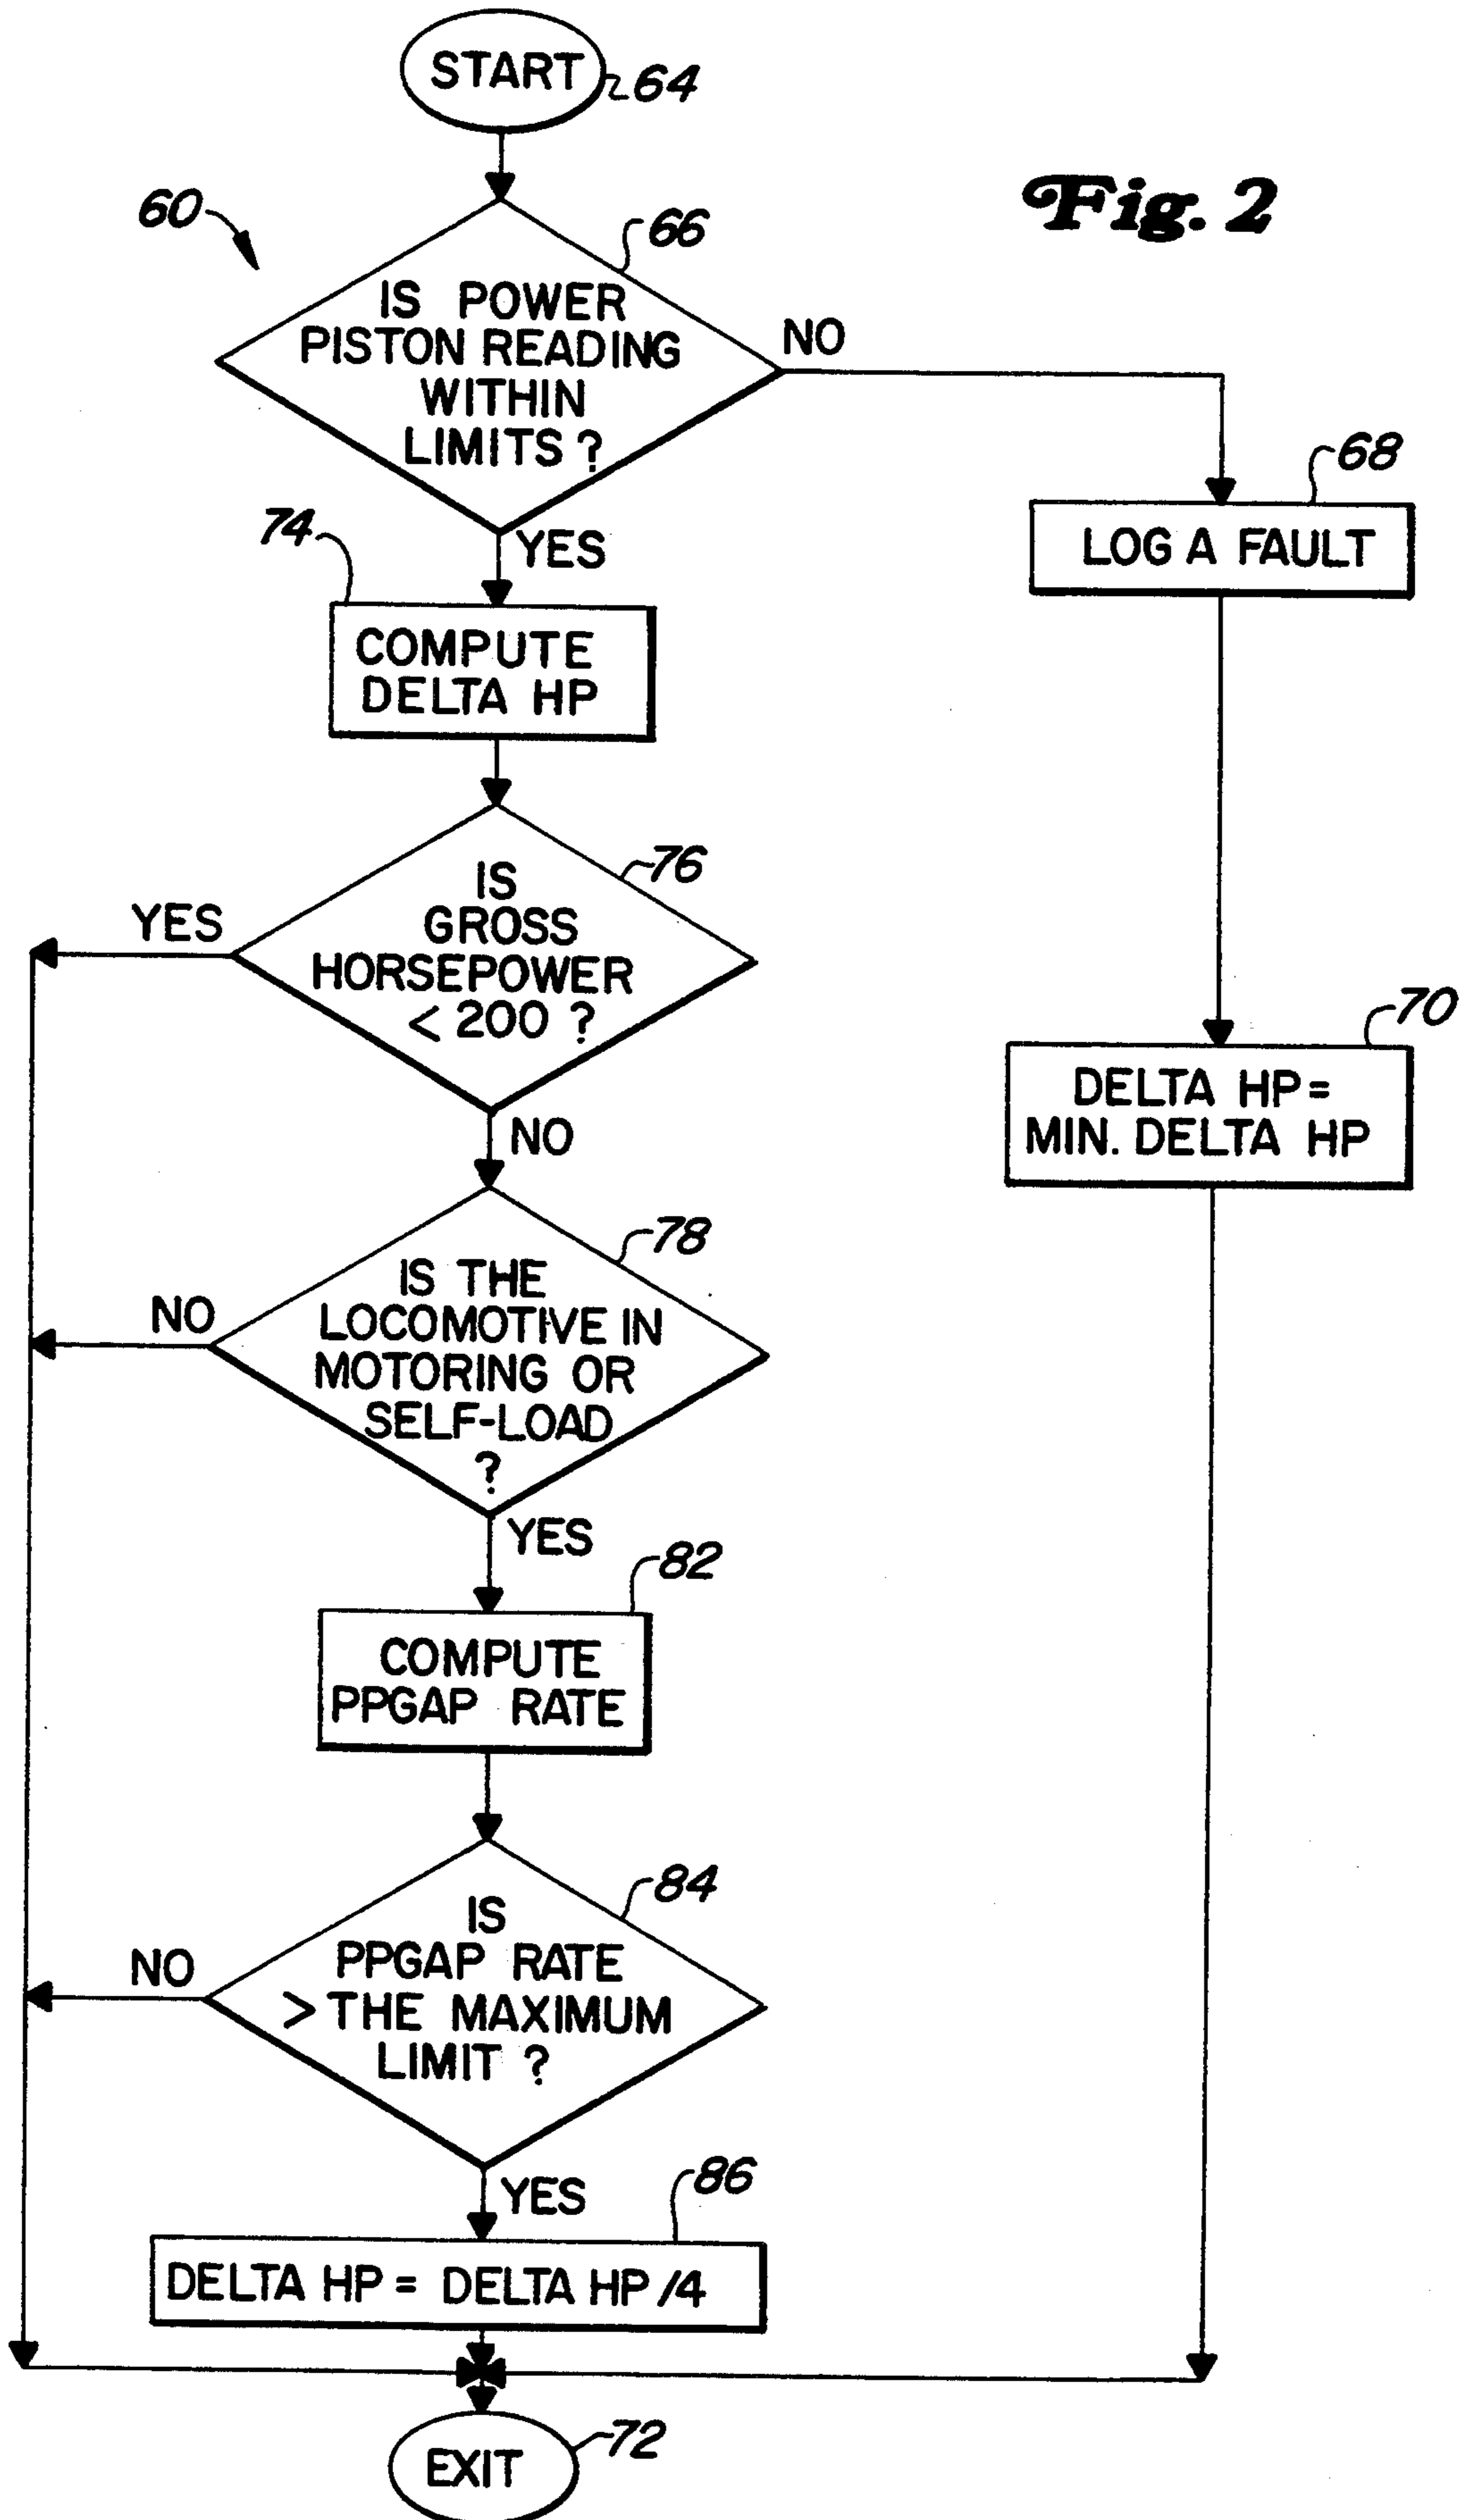 START
64
Fig. 2
60
66
IS POWER
PISTON READING
WITHIN
LIMITS ?
NO
68
LOG A FAULT
YES
74
COMPUTE
DELTA HP
76
IS
GROSS
HORSEPOWER
< 200 ?
YES
70
DELTA HP =
MIN. DELTA HP
NO
78
IS THE
LOCOMOTIVE IN
MOTORING OR
SELF-LOAD
?
NO
YES
82
COMPUTE
PPGAP RATE
84
IS
PPGAP RATE
> THE MAXIMUM
LIMIT ?
NO
YES
86
DELTA HP = DELTA HP /4
EXIT
72